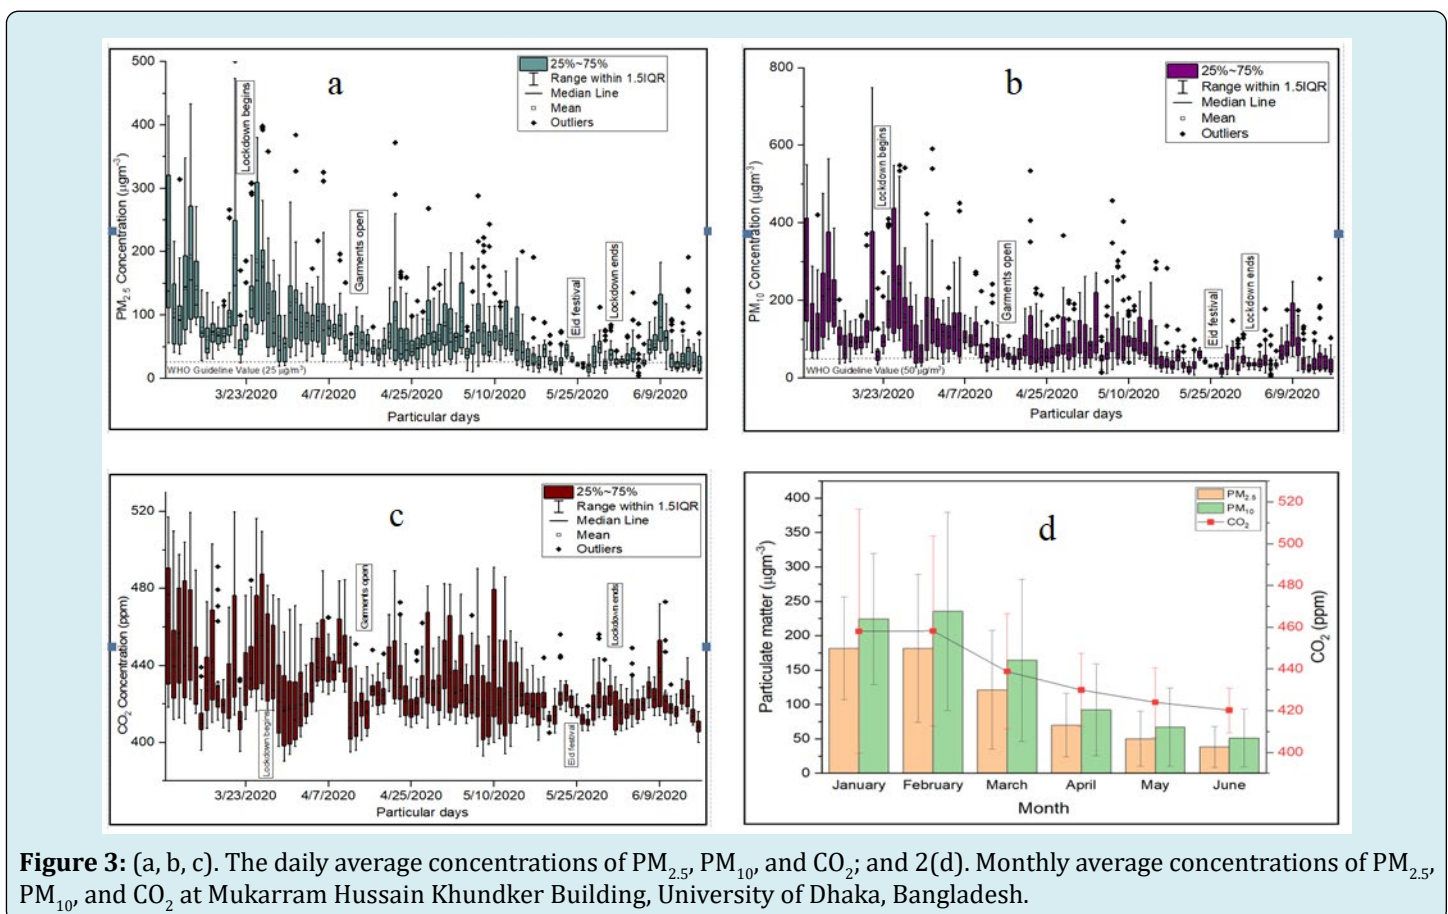 500
400
300
200
100
0
PM2.5 Concentration (µgm-3)
a
25%~75%
Range within 1.5IQR
Median Line
Mean
Outliers
Lockdown begins
Garments open
Eid festival
Lockdown ends
WHO Guideline Value (25 µg/m3)
3/23/2020 4/7/2020 4/25/2020 5/10/2020 5/25/2020 6/9/2020
Particular days
800
600
400
200
0
PM10 Concentration (µgm-3)
b
25%~75%
Range within 1.5IQR
Median Line
Mean
Outliers
Lockdown begins
Garments open
Eid festival
Lockdown ends
WHO Guideline Value (50 µg/m3)
3/23/2020 4/7/2020 4/25/2020 5/10/2020 5/25/2020 6/9/2020
Particular days
520
480
440
400
CO2 Concentration (ppm)
c
25%~75%
Range within 1.5IQR
Median Line
Mean
Outliers
Garments open
Lockdown ends
Lockdown begins
Eid festival
3/23/2020 4/7/2020 4/25/2020 5/10/2020 5/25/2020 6/9/2020
Particular days
400
350
300
250
200
150
100
50
0
Particulate matter (µgm-3)
d
PM2.5
PM10
CO2
520
500
480
460
440
420
400
CO2 (ppm)
January February March April May June
Month
Figure 3: (a, b, c). The daily average concentrations of PM2.5, PM10, and CO2; and 2(d). Monthly average concentrations of PM2.5,
PM10, and CO2 at Mukarram Hussain Khundker Building, University of Dhaka, Bangladesh.